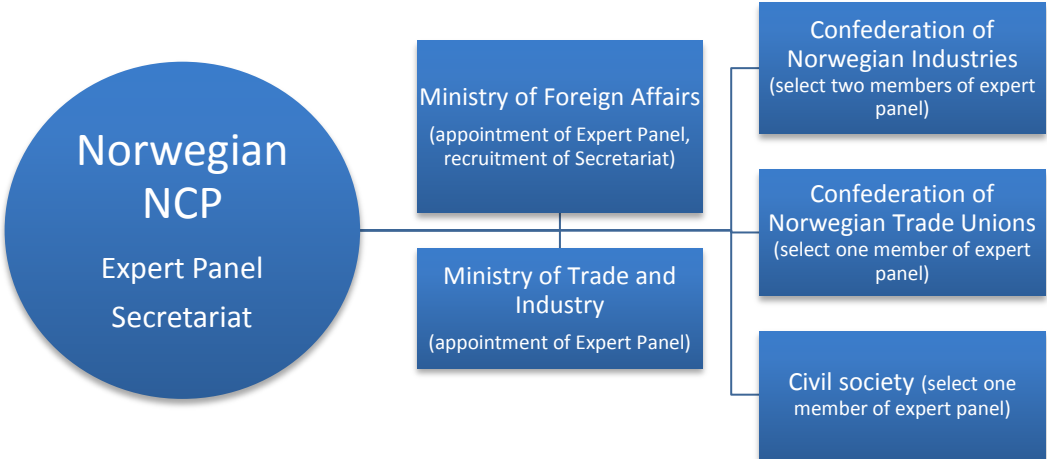 Norwegian
NCP
Expert Panel
Secretariat
Ministry of Foreign Affairs
(appointment of Expert Panel,
recruitment of Secretariat)
Ministry of Trade and
Industry
(appointment of Expert Panel)
Confederation of
Norwegian Industries
(select two members of expert
panel)
Confederation of
Norwegian Trade Unions
(select one member of expert
panel)
Civil society (select one
member of expert panel)